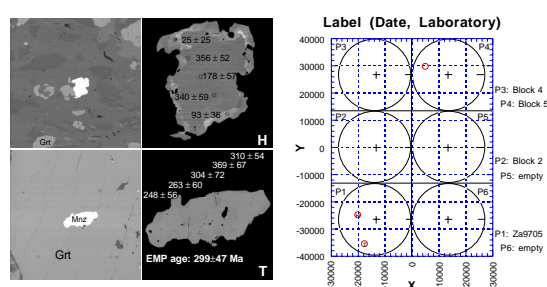 Label (Date, Laboratory)
25 ± 25
356 ± 52
178 ± 57
340 ± 59
93 ± 36
Grt
H
310 ± 54
369 ± 67
304 ± 72
263 ± 60
248 ± 56
Mnz
Grt
EMP age: 299±47 Ma
T
40000
30000
20000
10000
0
-10000
-20000
-30000
-40000
Y
P3
P4
P2
P5
P1
P6
P3: Block 4
P4: Block 5
P2: Block 2
P5: empty
P1: Za9705
P6: empty
30000
20000
10000
0
-10000
-20000
-30000
X